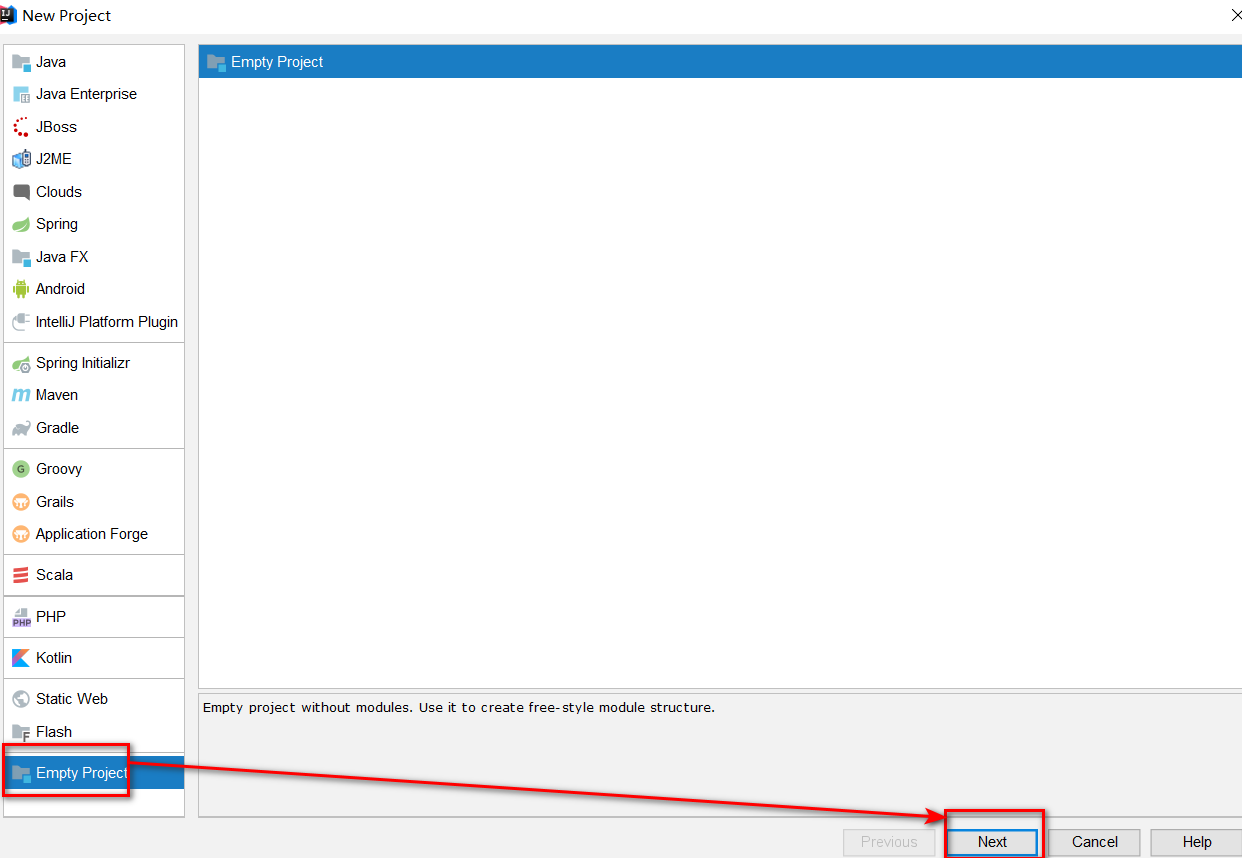 New Project
Java
Java Enterprise
JBoss
J2ME
Clouds
Spring
Java FX
Android
IntelliJ Platform Plugin
Spring Initializr
Maven
Gradle
Groovy
Grails
Application Forge
Scala
PHP
Kotlin
Static Web
Flash
Empty Project
Empty Project
Empty project without modules. Use it to create free-style module structure.
Previous
Next
Cancel
Help